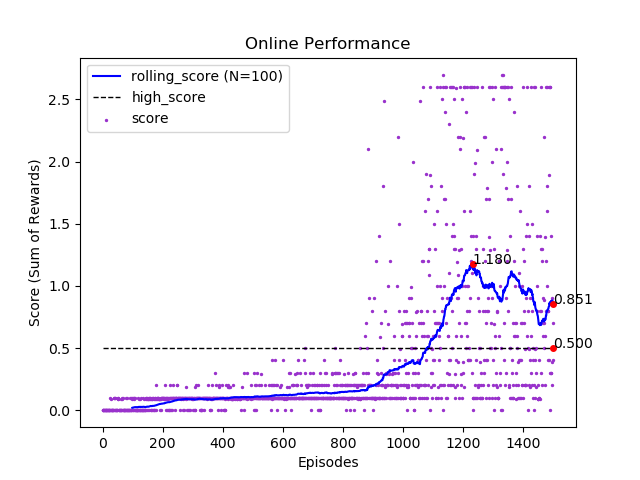 Online Performance
rolling_score (N=100)
high_score
score
Score (Sum of Rewards)
2.5
2.0
1.5
1.0
0.5
0.0
1.180
0.851
0.500
0 200 400 600 800 1000 1200 1400
Episodes